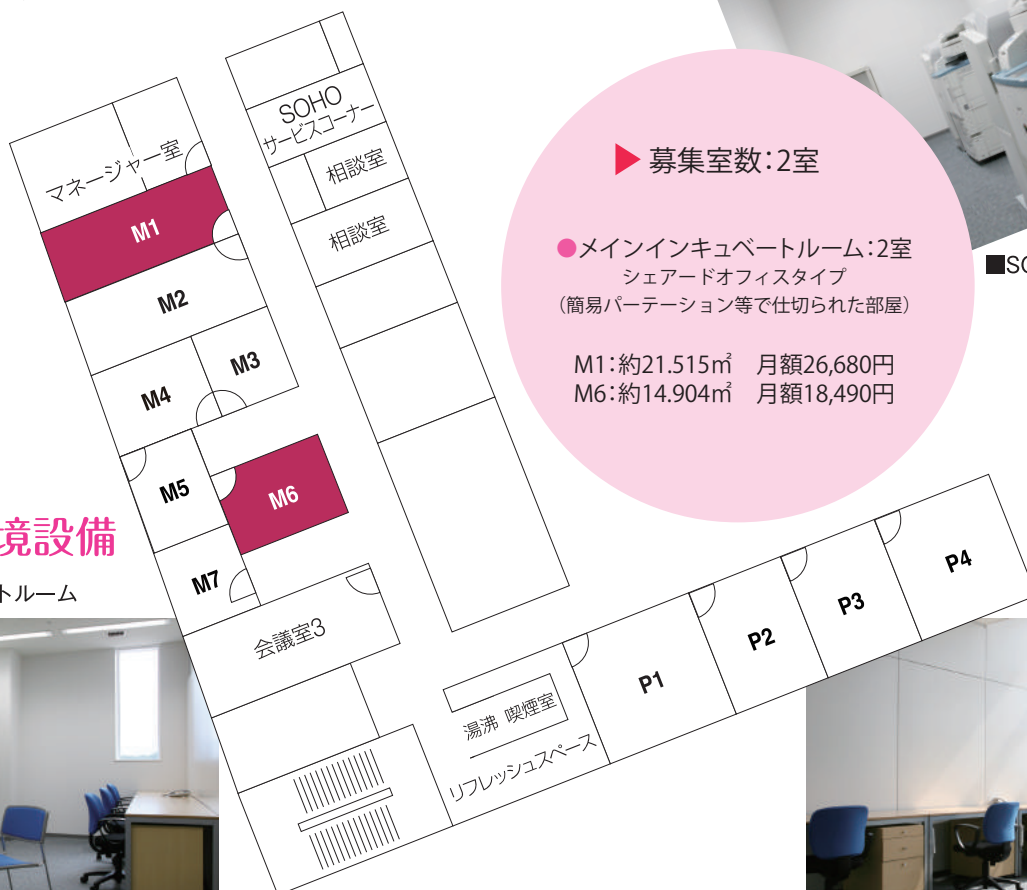 SOHO
サービスコーナー
相談室
相談室
マネージャー室
M1
M2
M3
M4
M5
M6
M7
会議室3
湯沸 喫煙室
リフレッシュスペース
P1
P2
P3
P4
▶ 募集室数：2室
●メインインキュベートルーム：2室
シェアードオフィスタイプ
（簡易パーテーション等で仕切られた部屋）
M1：約21.515㎡ 月額26,680円
M6：約14.904㎡ 月額18,490円
■SO
境設備
トルーム